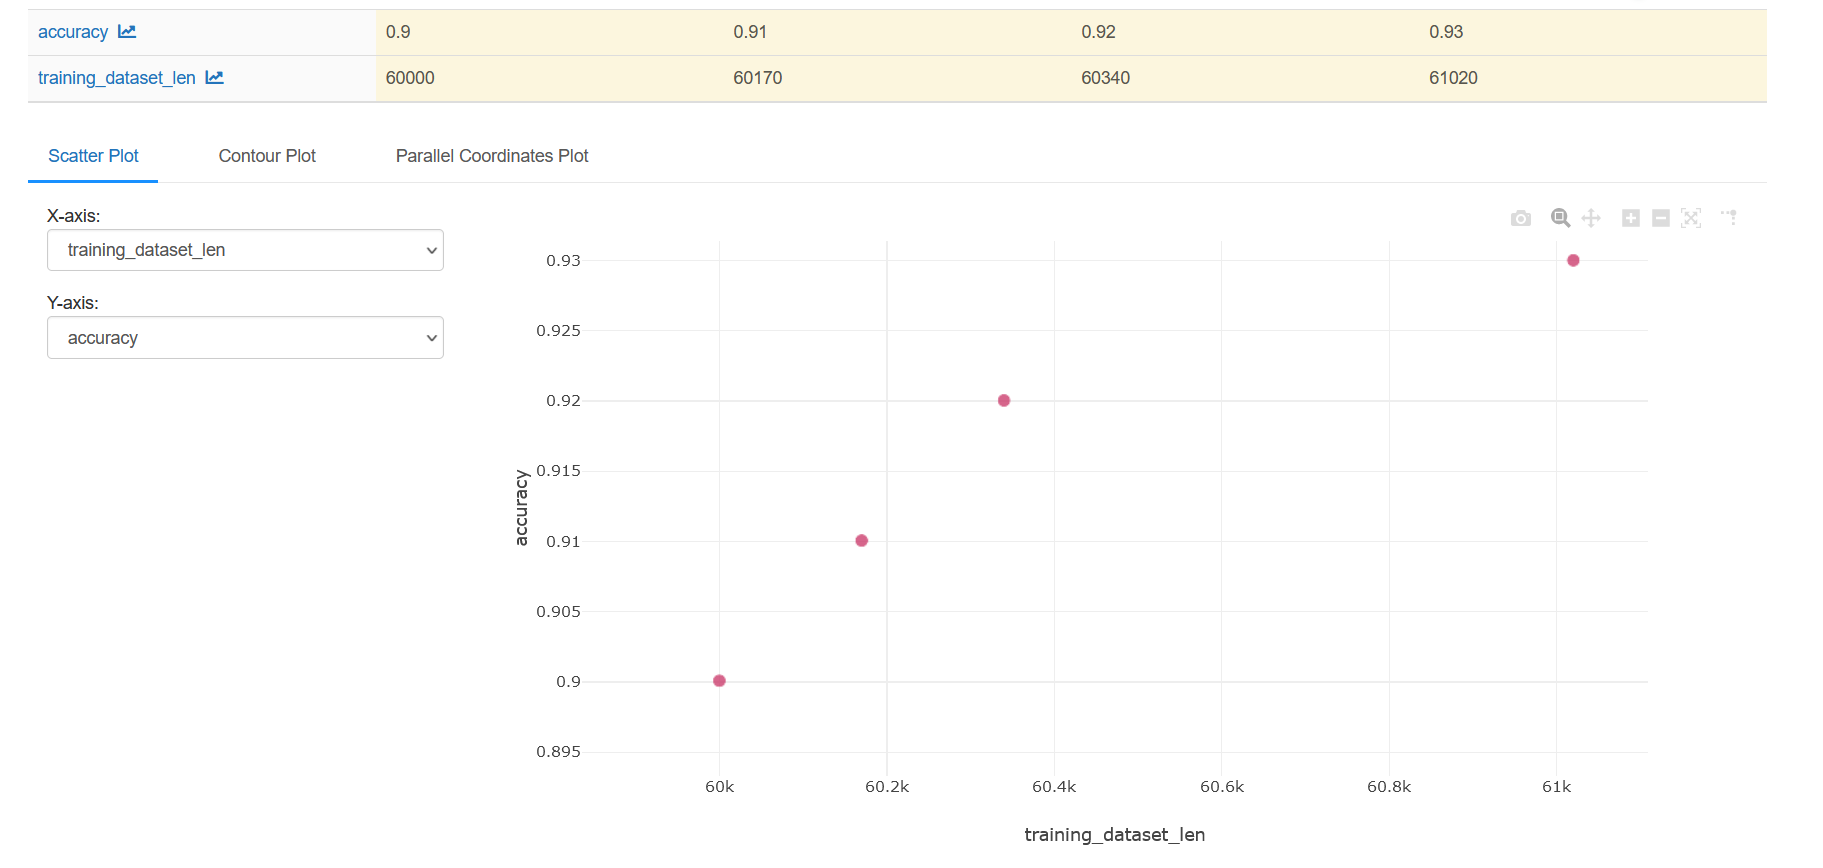 accuracy 0.9 0.91 0.92 0.93
training_dataset_len 60000 60170 60340 61020
Scatter Plot Contour Plot Parallel Coordinates Plot
X-axis:
training_dataset_len
Y-axis:
accuracy
0.93
0.925
0.92
0.915
0.91
0.905
0.9
0.895
accuracy
60k 60.2k 60.4k 60.6k 60.8k 61k
training_dataset_len